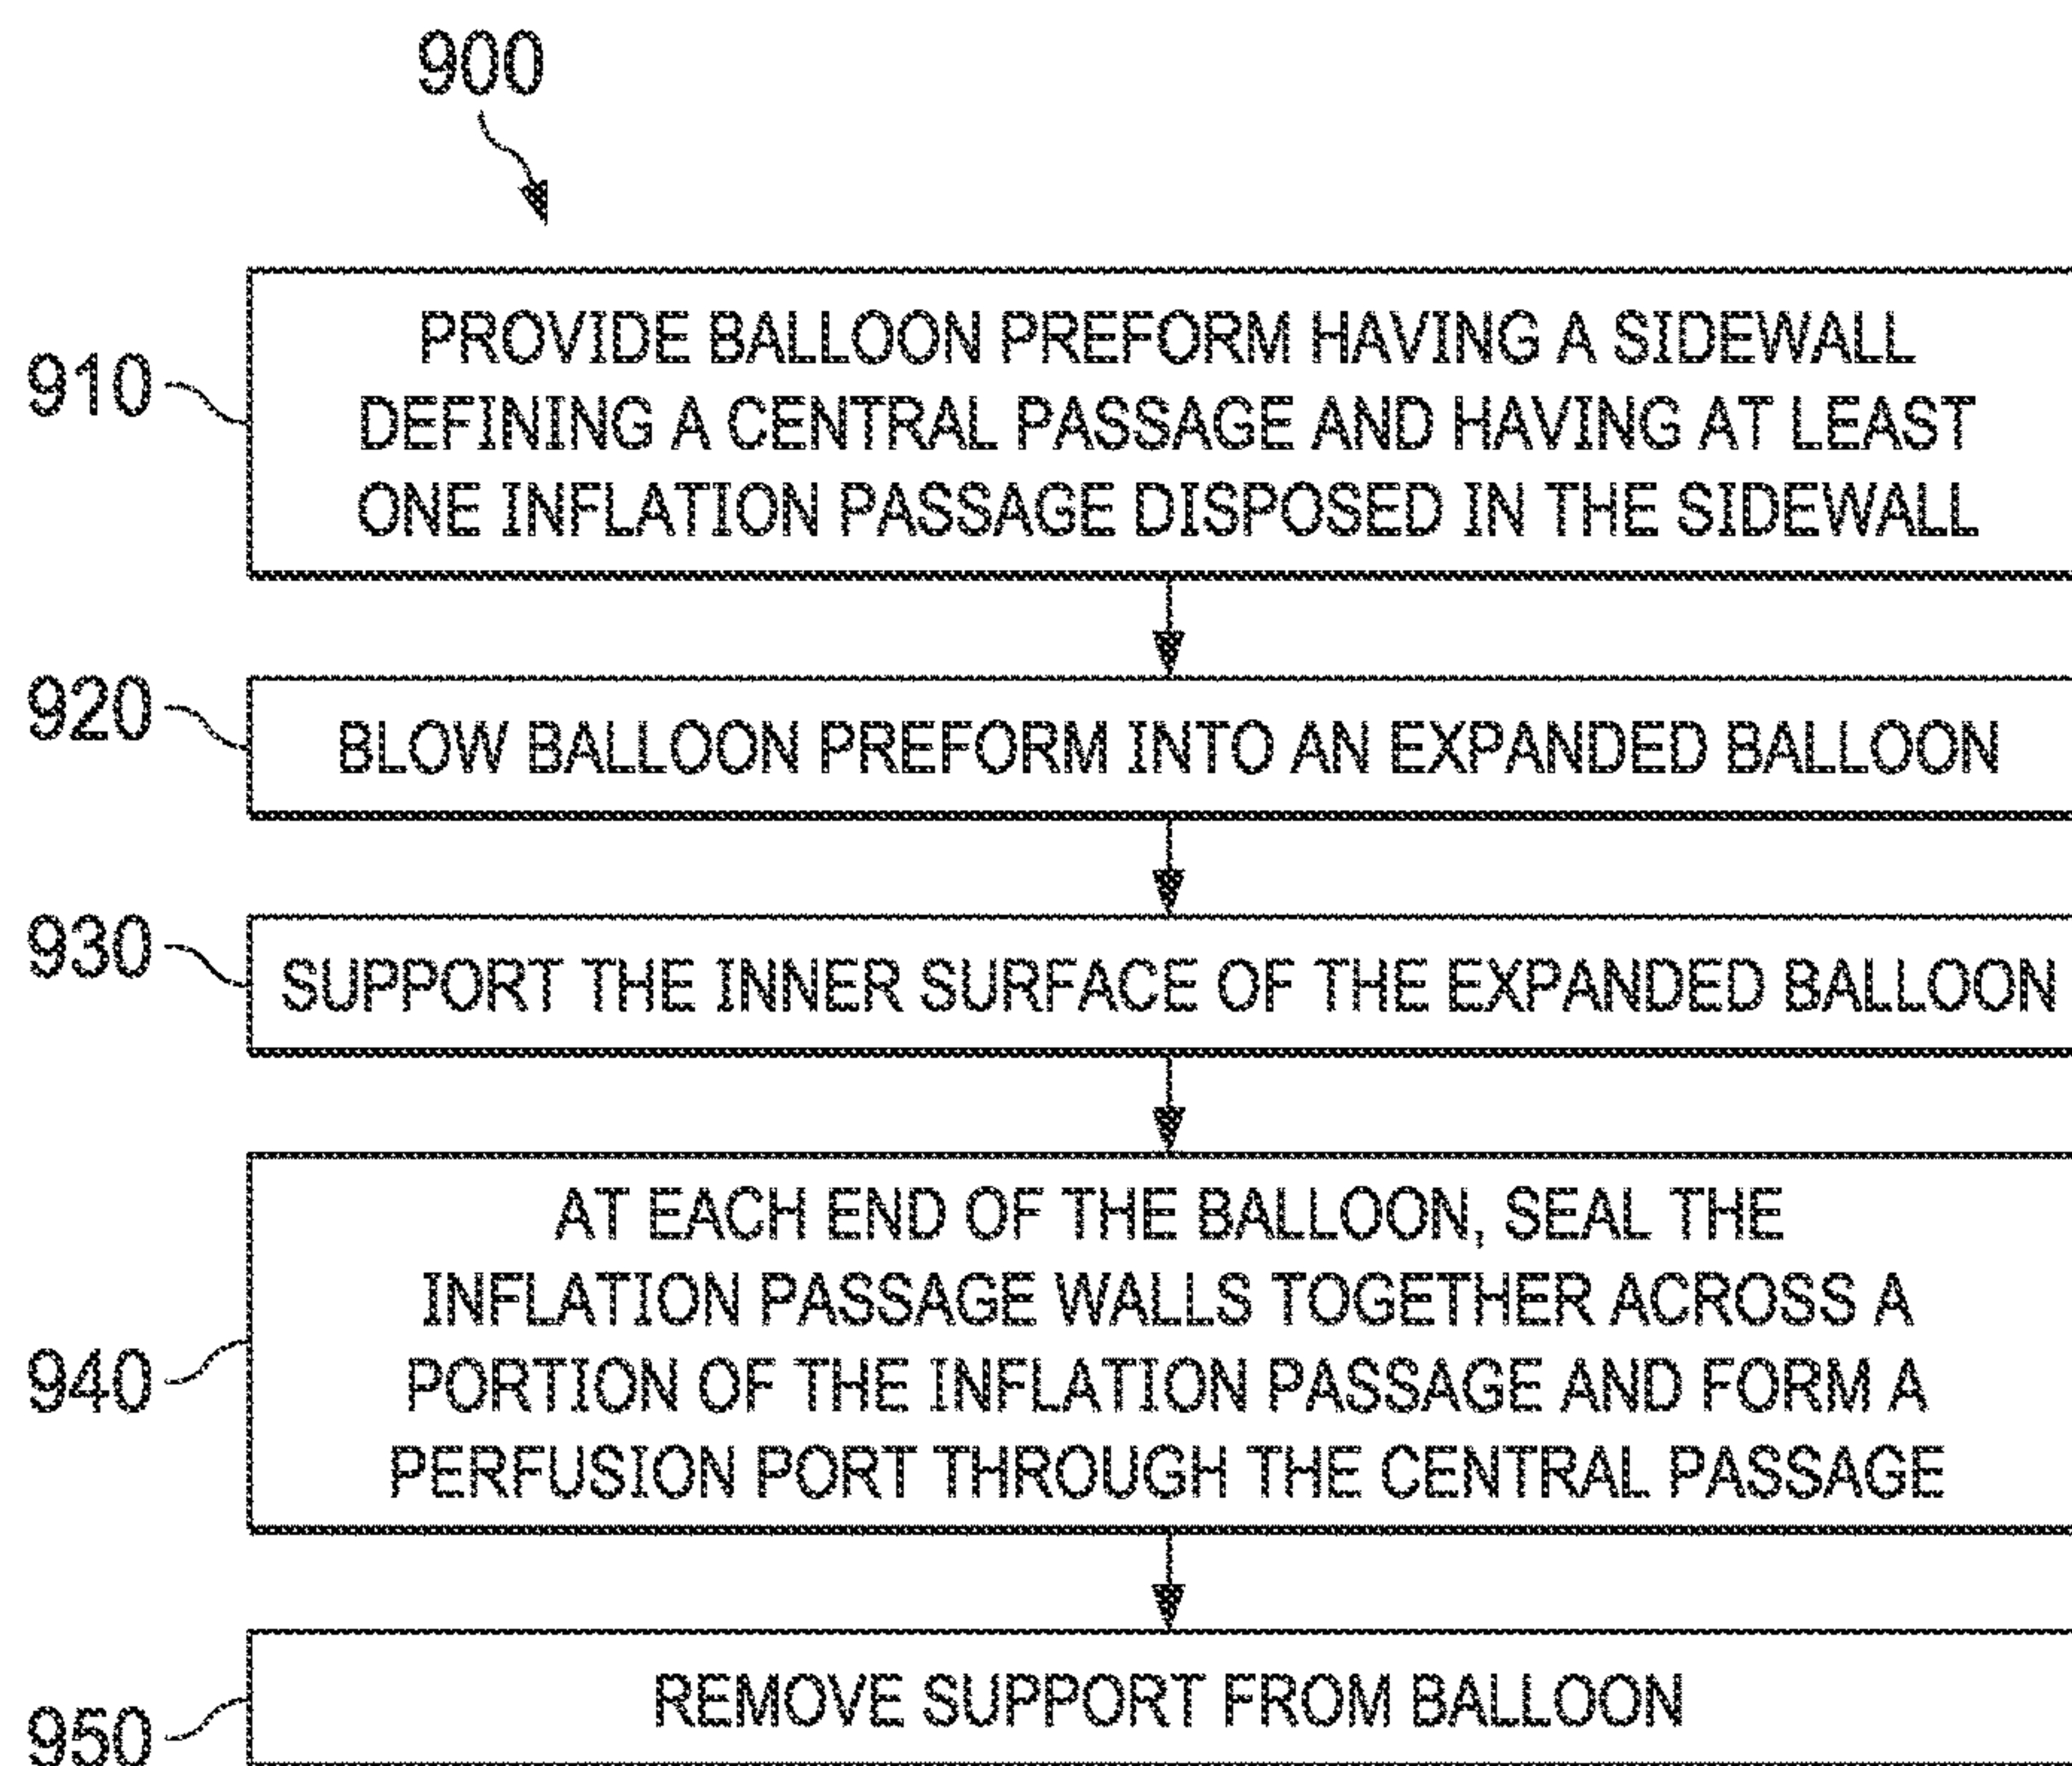 900
910
PROVIDE BALLOON PREFORM HAVING A SIDEWALL
DEFINING A CENTRAL PASSAGE AND HAVING AT LEAST
ONE INFLATION PASSAGE DISPOSED IN THE SIDEWALL
920
BLOW BALLOON PREFORM INTO AN EXPANDED BALLOON
930
SUPPORT THE INNER SURFACE OF THE EXPANDED BALLOON
940
AT EACH END OF THE BALLOON, SEAL THE
INFLATION PASSAGE WALLS TOGETHER ACROSS A
PORTION OF THE INFLATION PASSAGE AND FORM A
PERFUSION PORT THROUGH THE CENTRAL PASSAGE
950
REMOVE SUPPORT FROM BALLOON